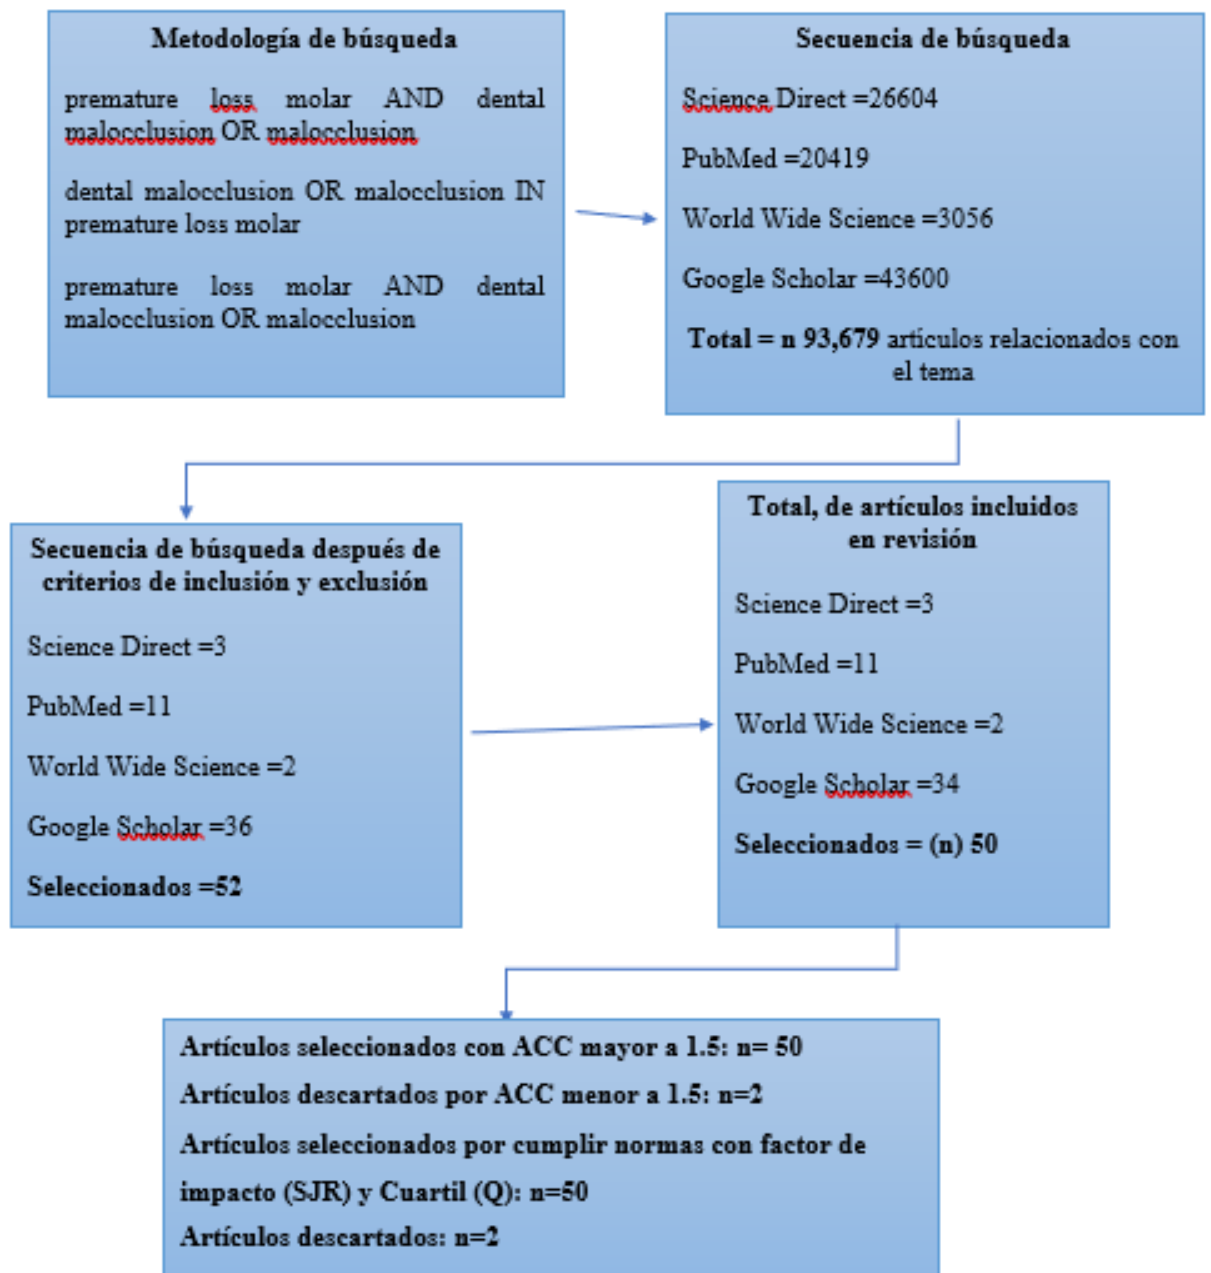 Metodología de búsqueda
premature loss molar AND dental
malocclusion OR malocclusion
dental malocclusion OR malocclusion IN
premature loss molar
premature loss molar AND dental
malocclusion OR malocclusion
Secuencia de búsqueda
Science Direct =26604
PubMed =20419
World Wide Science =3056
Google Scholar =43600
Total = n 93,679 artículos relacionados con
el tema
Secuencia de búsqueda después de
criterios de inclusión y exclusión
Science Direct =3
PubMed =11
World Wide Science =2
Google Scholar =36
Seleccionados =52
Total, de artículos incluidos
en revisión
Science Direct =3
PubMed =11
World Wide Science =2
Google Scholar =34
Seleccionados = (n) 50
Artículos seleccionados con ACC mayor a 1.5: n= 50
Artículos descartados por ACC menor a 1.5: n=2
Artículos seleccionados por cumplir normas con factor de
impacto (SJR) y Cuartil (Q): n=50
Artículos descartados: n=2